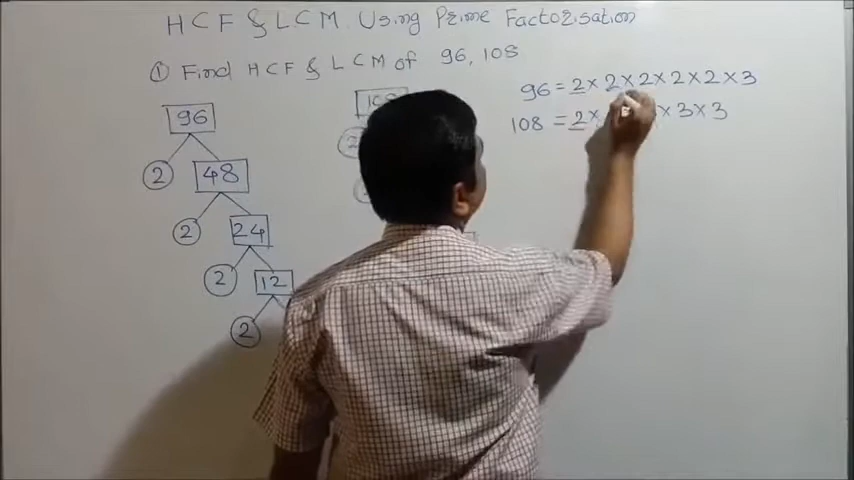 HCF & LCM Using Prime Factorisation
① Find HCF & LCM of 96, 108
96 = 2 × 2 × 2 × 2 × 2 × 3
108 = 2 × × 3 × 3
96
2 48
2 24
2 12
2